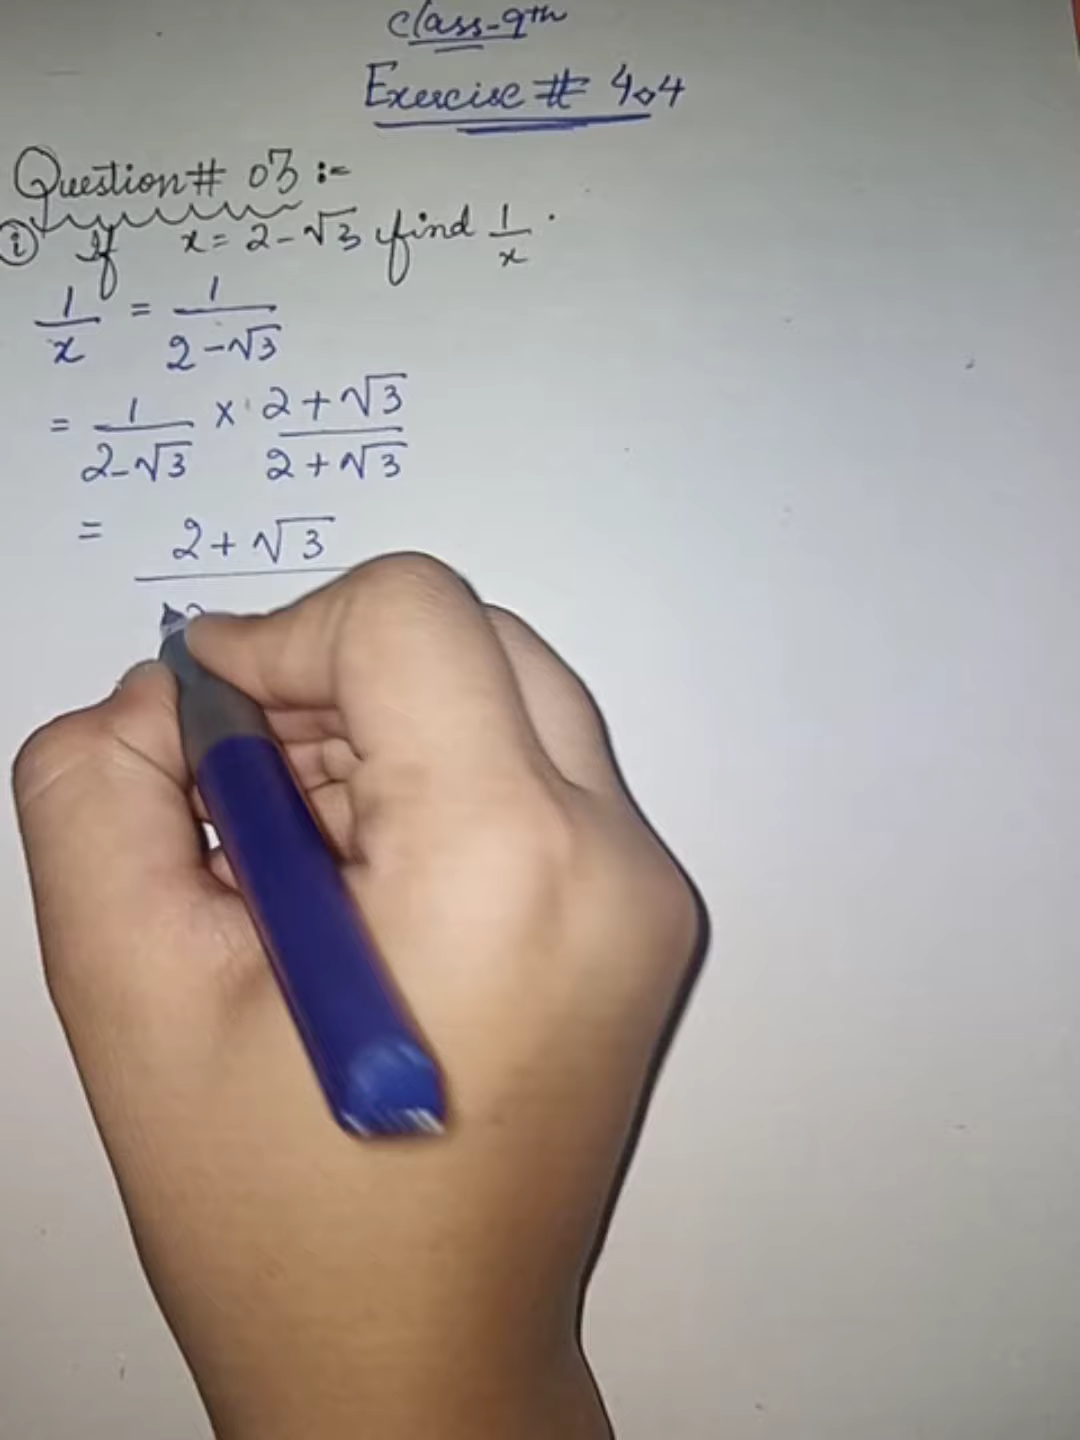 Class-9th
Exercise # 4.4
Question# 03 :-
i If x = 2 - √3 find 1/x .
1/x = 1/(2 - √3)
= 1/(2 - √3) × (2 + √3)/(2 + √3)
= 2 + √3